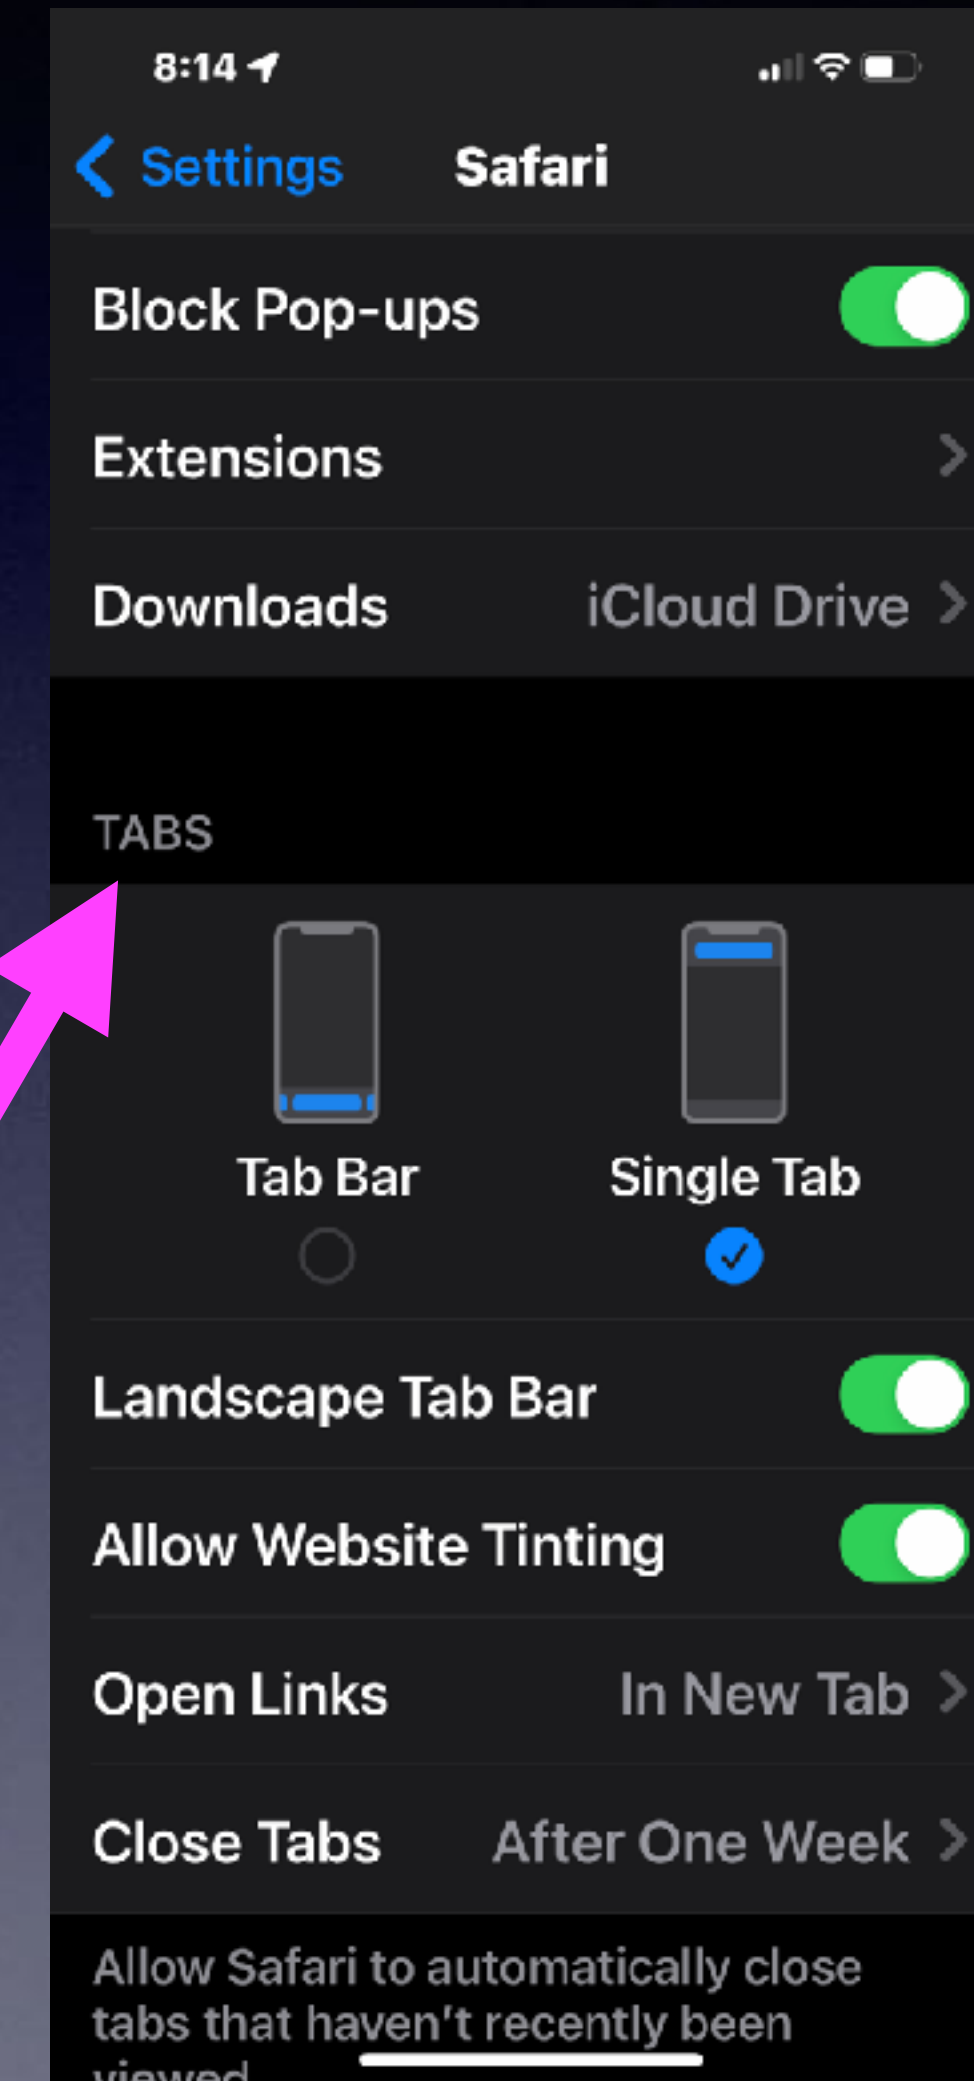 8:14
Settings Safari
Block Pop-ups
Extensions
Downloads iCloud Drive
TABS
Tab Bar Single Tab
Landscape Tab Bar
Allow Website Tinting
Open Links In New Tab
Close Tabs After One Week
Allow Safari to automatically close
tabs that haven't recently been
viewed